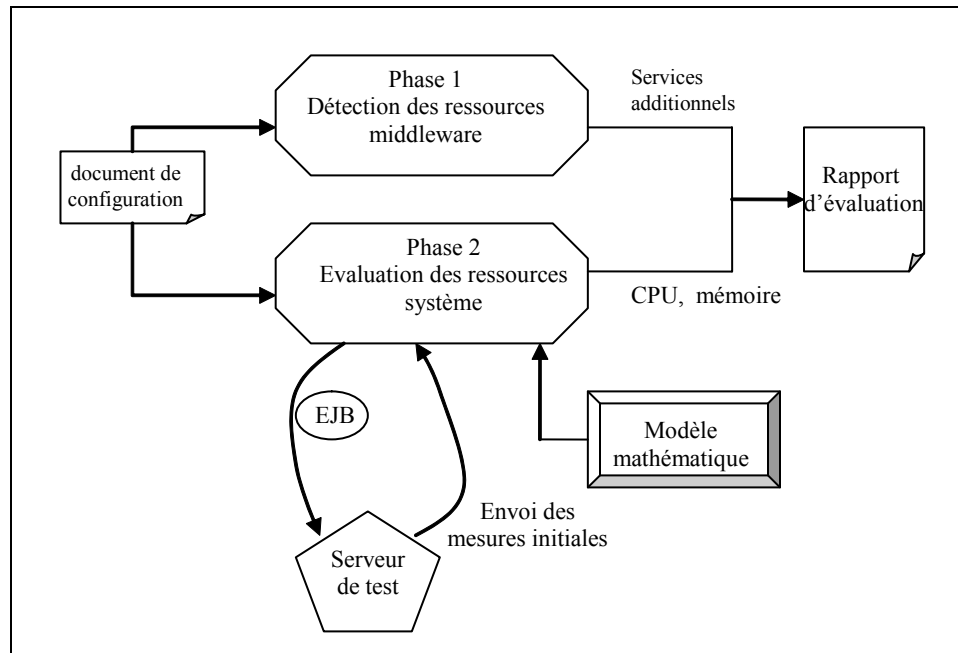 Phase 1
Détection des ressources
middleware
Services
additionnels
document de
configuration
Rapport
d’évaluation
Phase 2
Evaluation des ressources
système
CPU, mémoire
EJB
Modèle
mathématique
Envoi des
mesures initiales
Serveur
de test